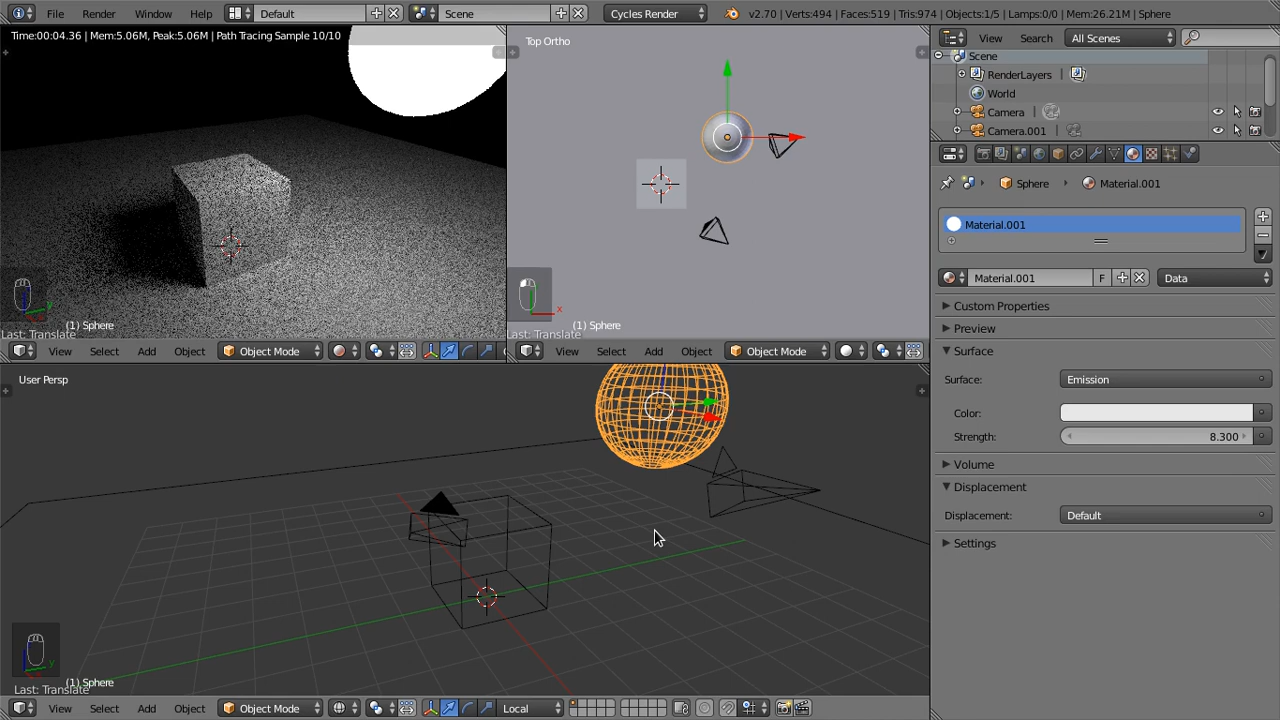 File Render Window Help Default Scene Cycles Render v2.70 | Verts:494 | Faces:519 | Tris:974 | Objects:1/5 | Lamps:0/0 | Mem:26.21M | Sphere
Time:00:04.36 | Mem:5.06M, Peak:5.06M | Path Tracing Sample 10/10
(1) Sphere
Last: Translate
View Select Add Object Object Mode
Top Ortho
x
(1) Sphere
Last: Translate
View Select Add Object Object Mode
User Persp
y
(1) Sphere
Last: Translate
View Select Add Object Object Mode Local
View Search All Scenes
Scene
RenderLayers
World
Camera
Camera.001
Sphere Material.001
Material.001
Material.001 F Data
Custom Properties
Preview
Surface
Surface: Emission
Color:
Strength: 8.300
Volume
Displacement
Displacement: Default
Settings